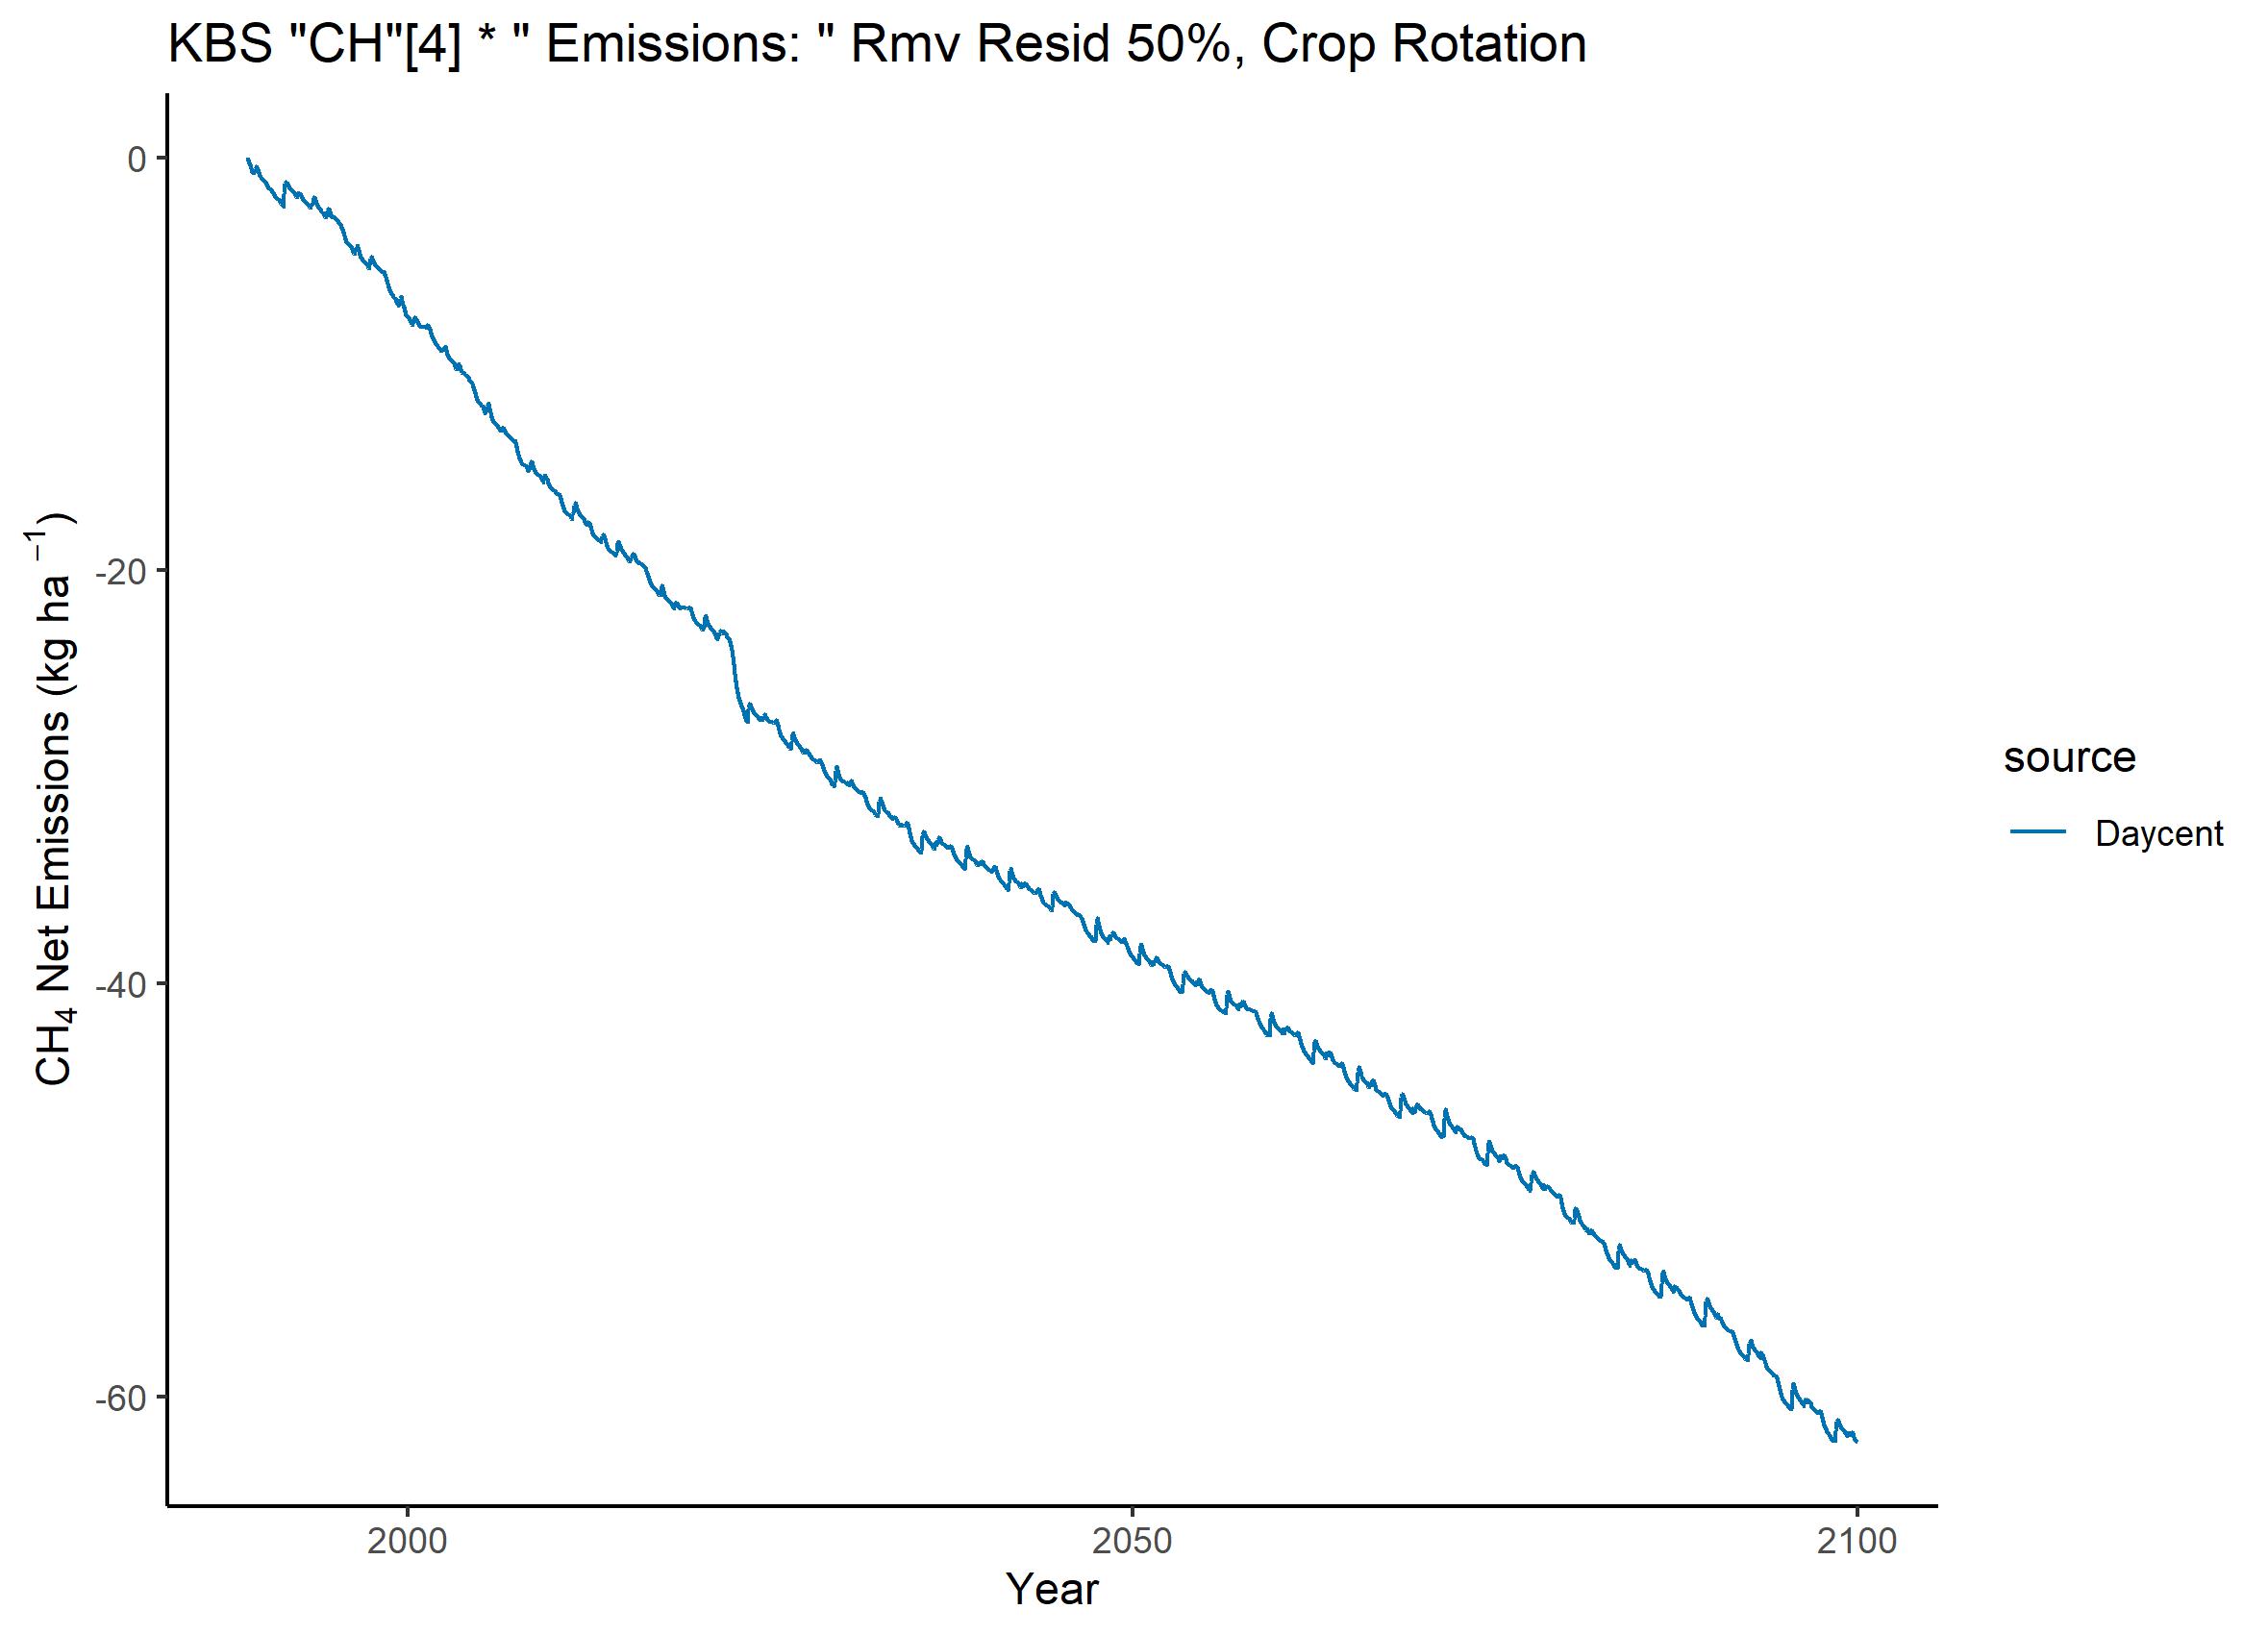 KBS "CH"[4] * " Emissions: " Rmv Resid 50%, Crop Rotation
CH₄ Net Emissions (kg ha ⁻¹)
0
-20
-40
-60
2000
2050
2100
Year
source
Daycent